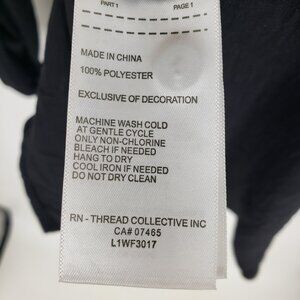 PART 1 PAGE 1
MADE IN CHINA
100% POLYESTER
EXCLUSIVE OF DECORATION
MACHINE WASH COLD
AT GENTLE CYCLE
ONLY NON-CHLORINE
BLEACH IF NEEDED
HANG TO DRY
COOL IRON IF NEEDED
DO NOT DRY CLEAN
RN - THREAD COLLECTIVE INC
CA# 07465
L1WF3017